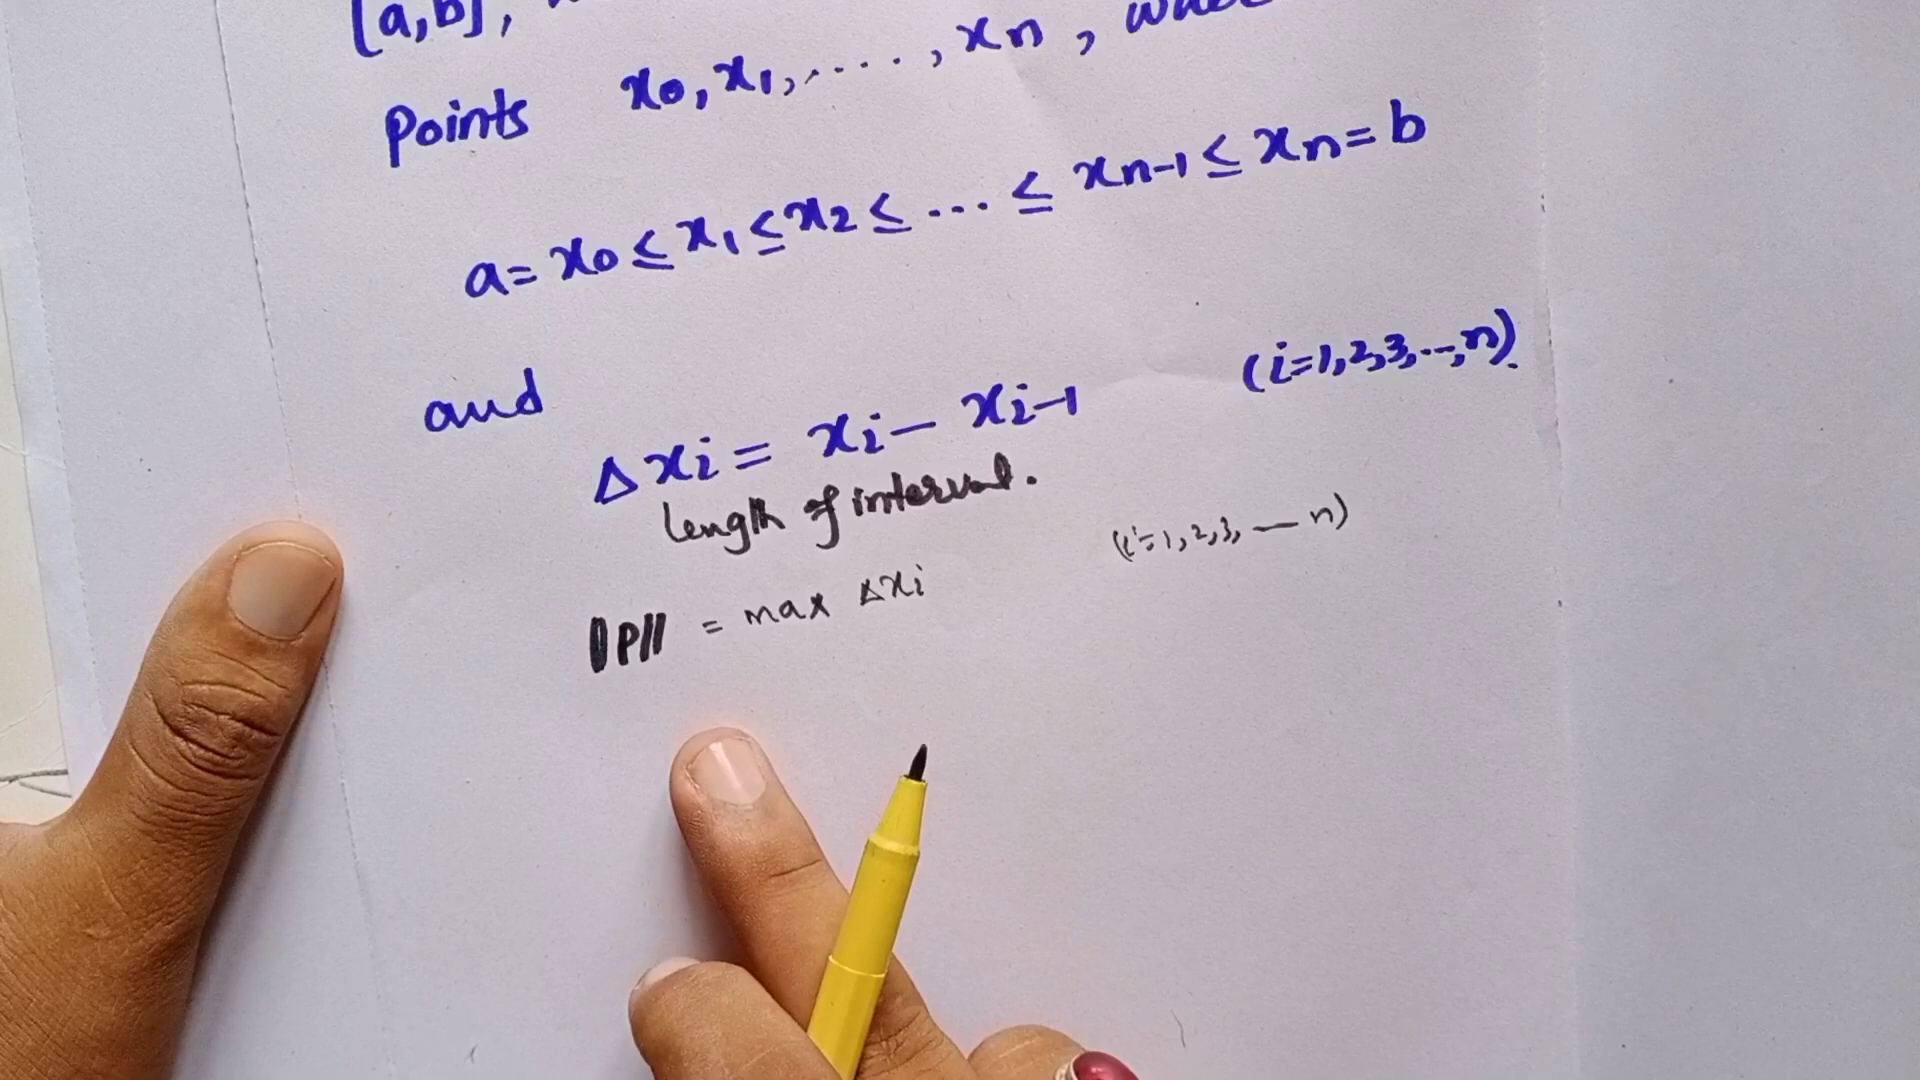 [a,b],
Points x₀, x₁, ....., xₙ,
a = x₀ ≤ x₁ ≤ x₂ ≤ ... ≤ xₙ₋₁ ≤ xₙ = b
and
Δxᵢ = xᵢ - xᵢ₋₁ (i=1,2,3,...,n).
length of interval.
||P|| = max Δxᵢ (i=1,2,3, — n)